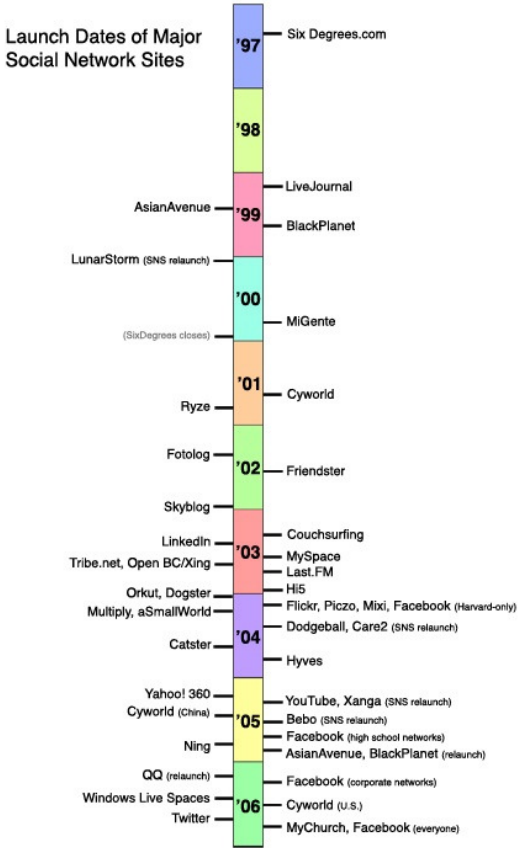 Launch Dates of Major
Social Network Sites
'97
Six Degrees.com
'98
LiveJournal
AsianAvenue
'99
BlackPlanet
LunarStorm (SNS relaunch)
'00
MiGente
(SixDegrees closes)
'01
Cyworld
Ryze
Fotolog
'02
Friendster
Skyblog
Couchsurfing
LinkedIn
'03
MySpace
Tribe.net, Open BC/Xing
Last.FM
Hi5
Orkut, Dogster
Flickr, Piczo, Mixi, Facebook (Harvard-only)
Multiply, aSmallWorld
Dodgeball, Care2 (SNS relaunch)
'04
Catster
Hyves
Yahoo! 360
YouTube, Xanga (SNS relaunch)
Cyworld (China)
'05
Bebo (SNS relaunch)
Facebook (high school networks)
Ning
AsianAvenue, BlackPlanet (relaunch)
QQ (relaunch)
Facebook (corporate networks)
Windows Live Spaces
'06
Cyworld (U.S.)
Twitter
MyChurch, Facebook (everyone)